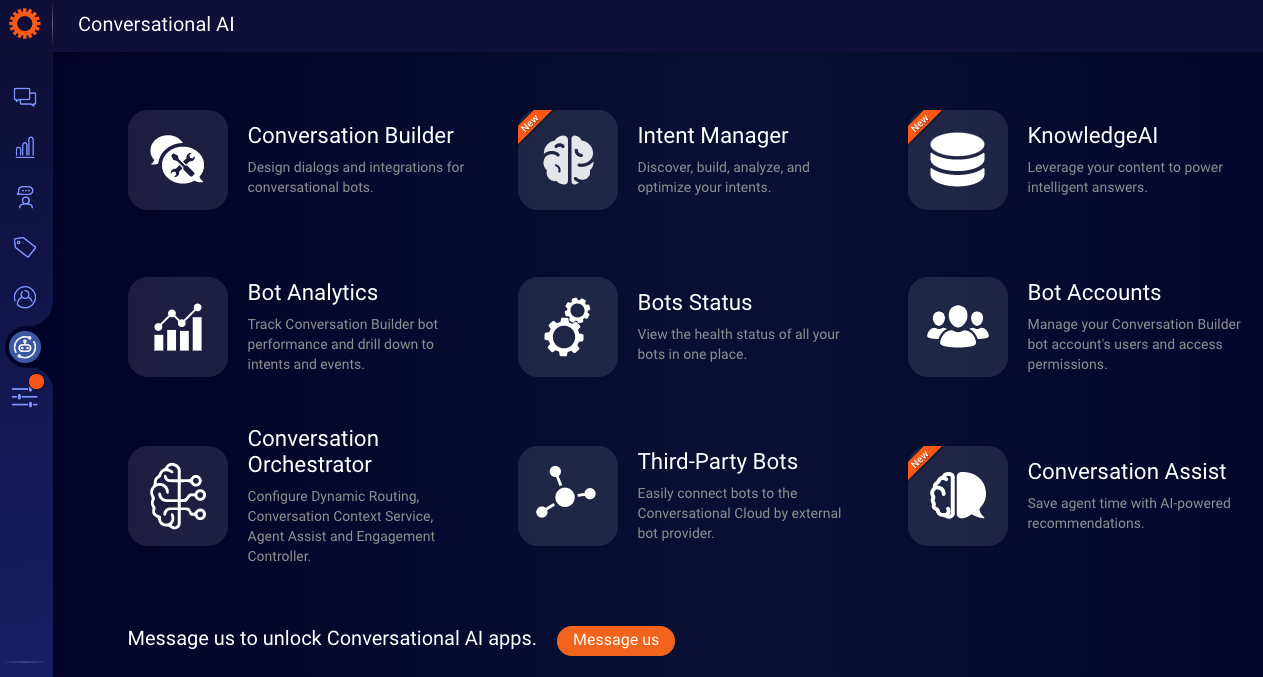 Conversational AI
Conversation Builder
Design dialogs and integrations for
conversational bots.
New
Intent Manager
Discover, build, analyze, and
optimize your intents.
New
KnowledgeAI
Leverage your content to power
intelligent answers.
Bot Analytics
Track Conversation Builder bot
performance and drill down to
intents and events.
Bots Status
View the health status of all your
bots in one place.
Bot Accounts
Manage your Conversation Builder
bot account's users and access
permissions.
Conversation
Orchestrator
Configure Dynamic Routing,
Conversation Context Service,
Agent Assist and Engagement
Controller.
Third-Party Bots
Easily connect bots to the
Conversational Cloud by external
bot provider.
New
Conversation Assist
Save agent time with AI-powered
recommendations.
Message us to unlock Conversational AI apps.
Message us